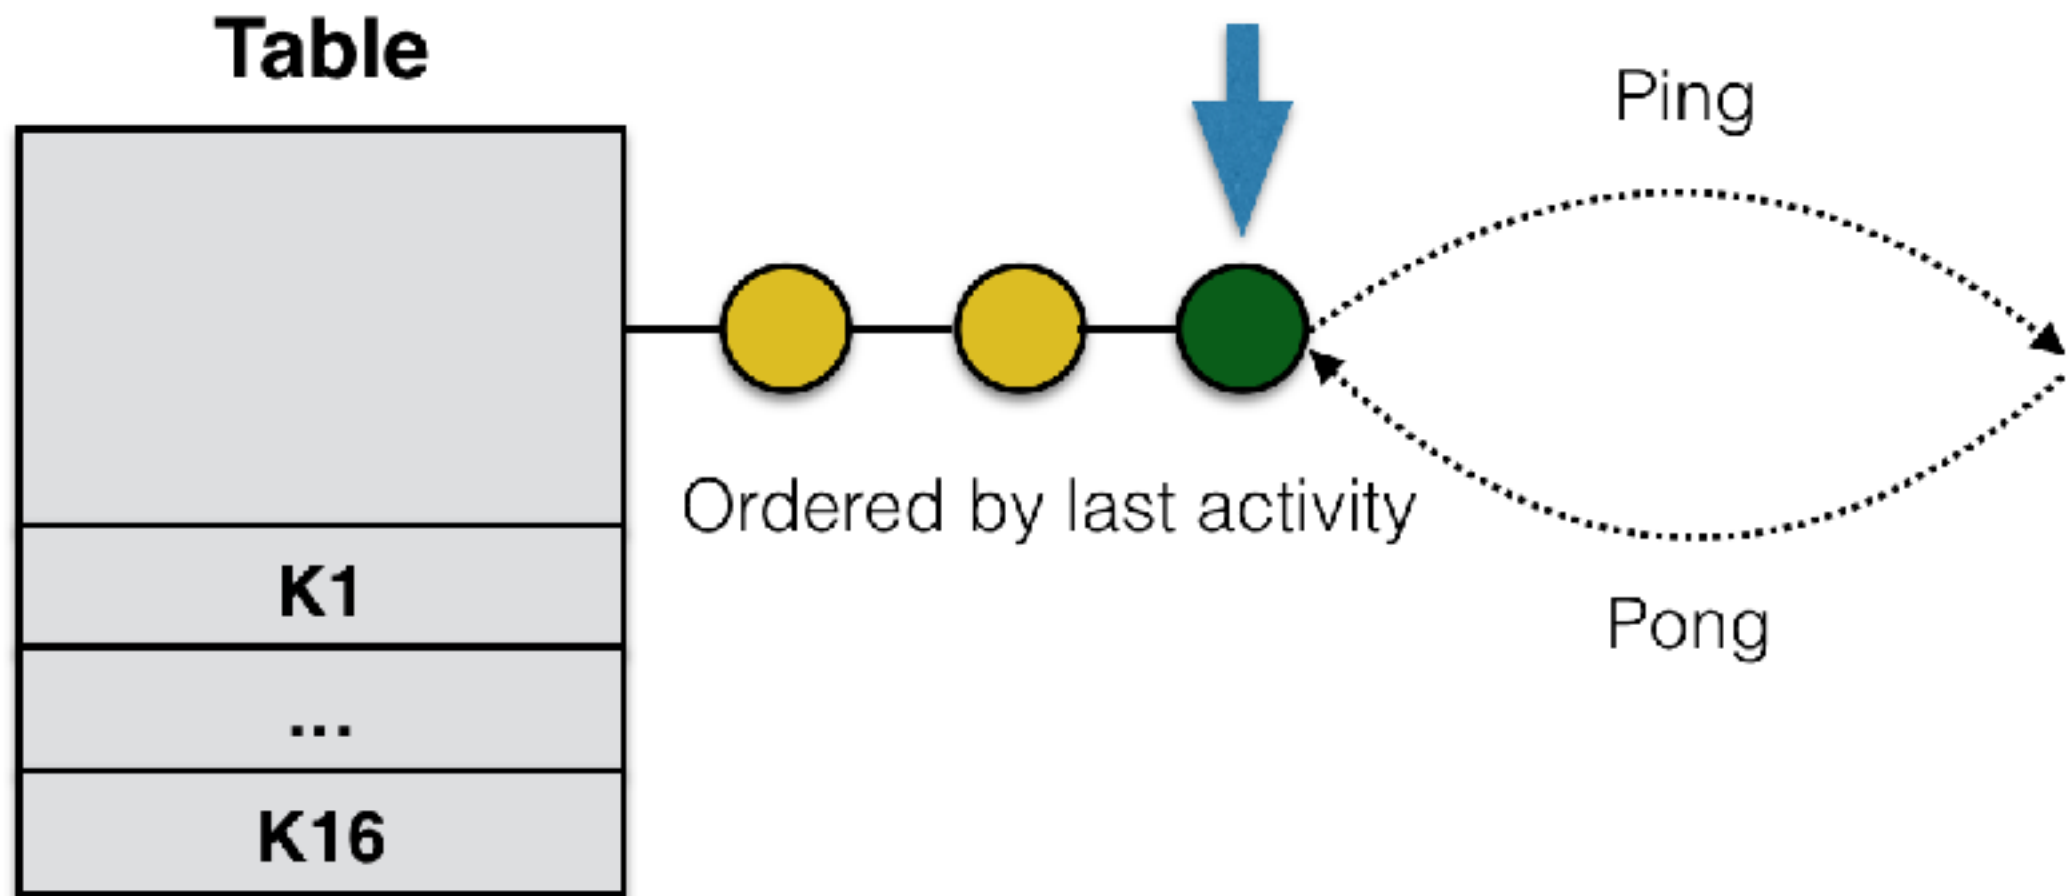 Table
Ping
Ordered by last activity
K1
Pong
...
K16